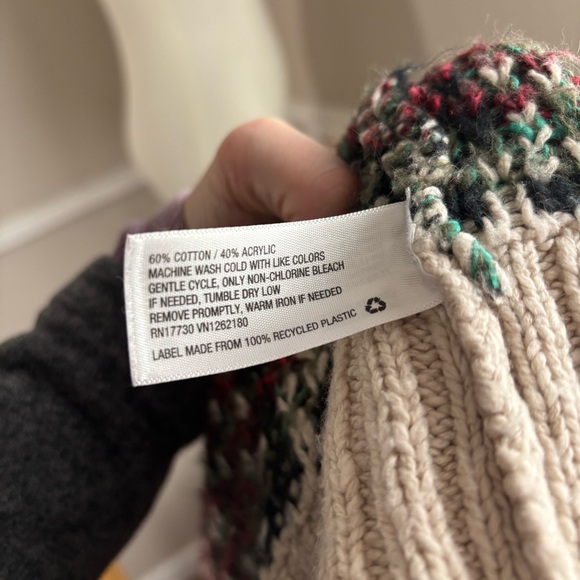 60% COTTON / 40% ACRYLIC
MACHINE WASH COLD WITH LIKE COLORS
GENTLE CYCLE, ONLY NON-CHLORINE BLEACH
IF NEEDED, TUMBLE DRY LOW
REMOVE PROMPTLY, WARM IRON IF NEEDED
RN17730 VN1262180
LABEL MADE FROM 100% RECYCLED PLASTIC